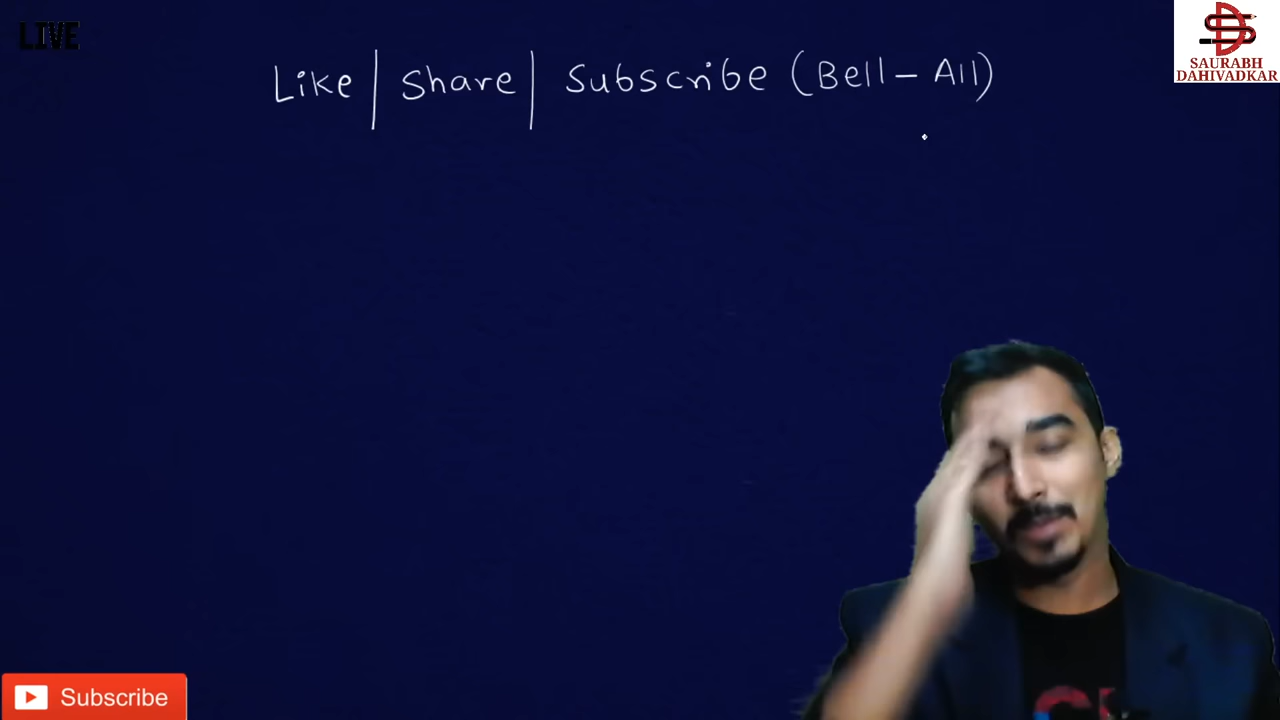 LIVE
Like | Share | Subscribe (Bell - All)
SAURABH
DAHIVADKAR
Subscribe